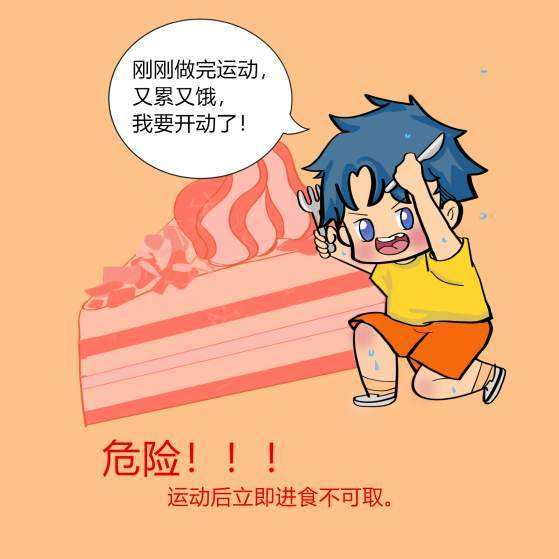 刚刚做完运动，
又累又饿，
我要开动了！
危险！！！
运动后立即进食不可取。